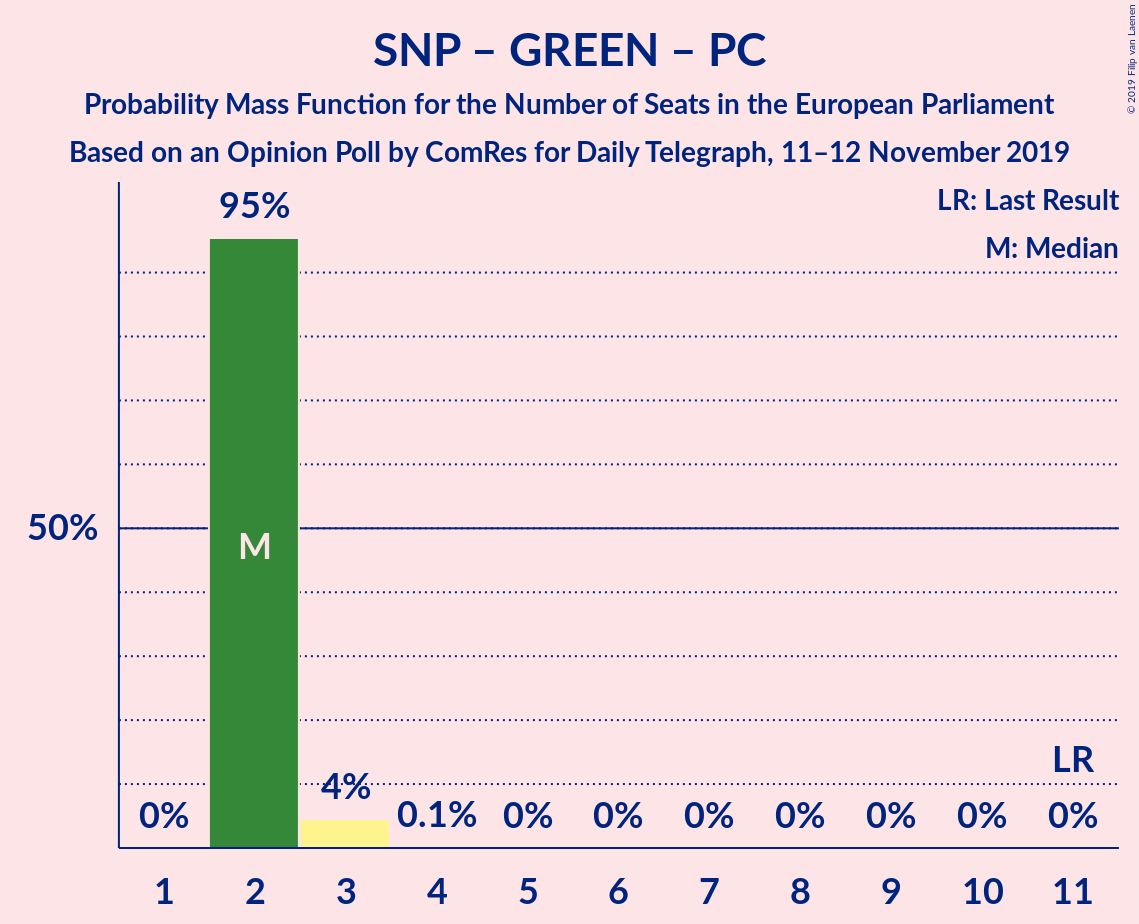 SNP – GREEN – PC
Probability Mass Function for the Number of Seats in the European Parliament
Based on an Opinion Poll by ComRes for Daily Telegraph, 11–12 November 2019
© 2019 Filip van Laenen
LR: Last Result
M: Median
95%
50%
M
LR
0% 4% 0.1% 0% 0% 0% 0% 0% 0% 0%
1 2 3 4 5 6 7 8 9 10 11